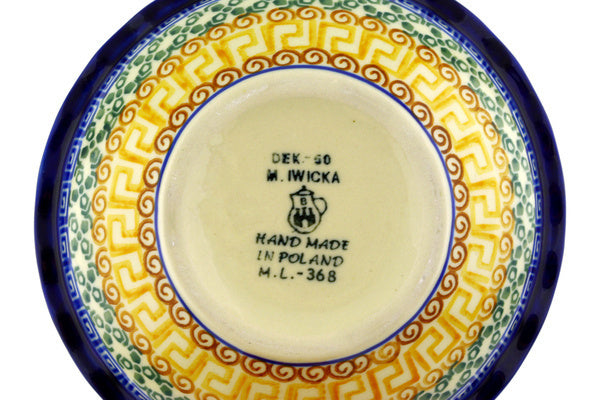 DEK.-60
M. IWICKA
B
HAND MADE
IN POLAND
M.L.-368